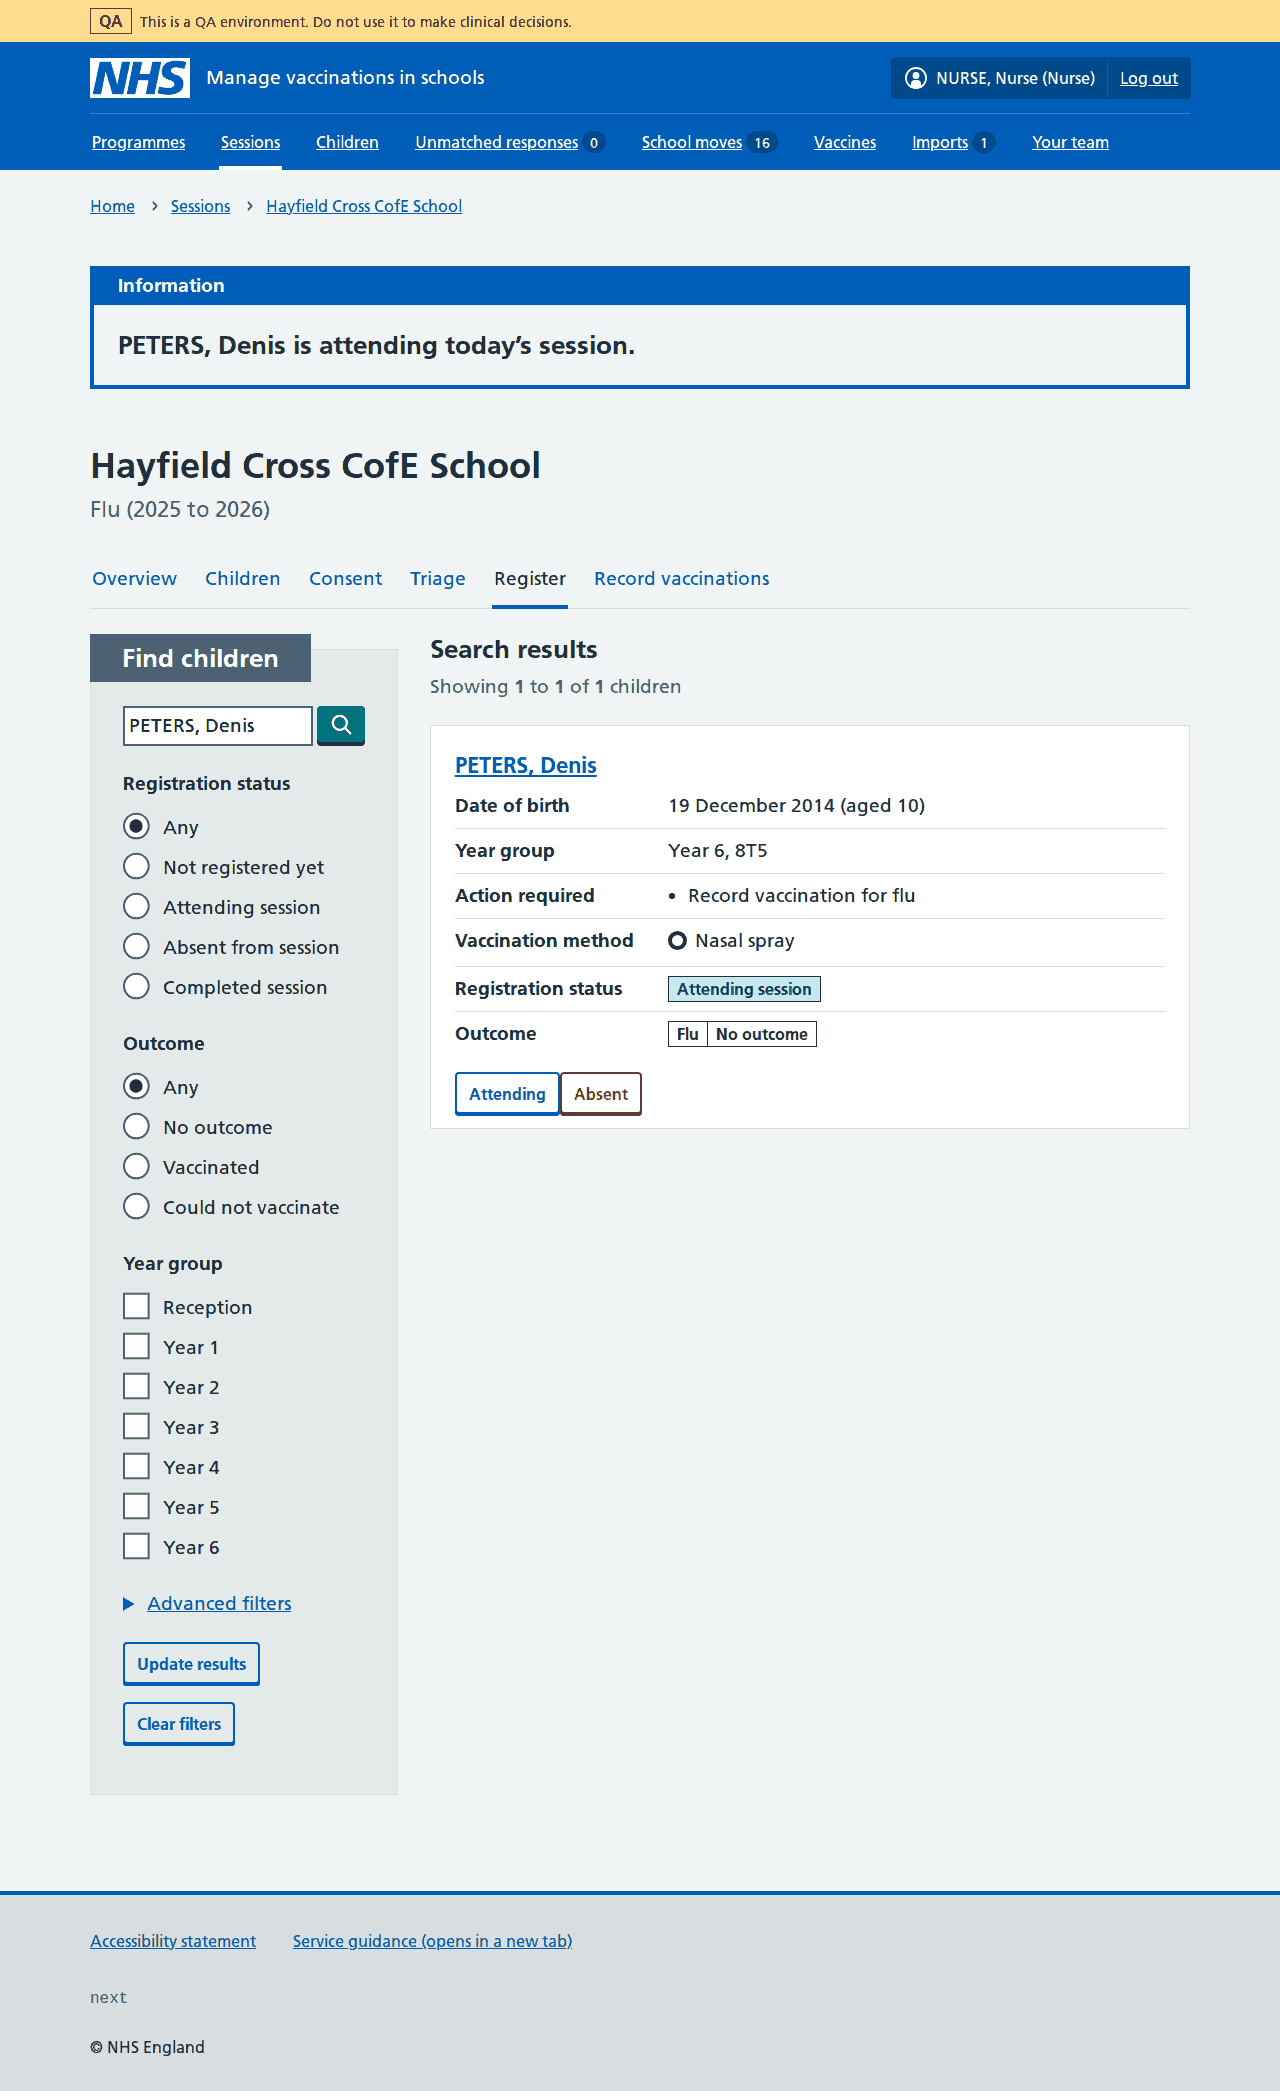 QA This is a QA environment. Do not use it to make clinical decisions.
NHS Manage vaccinations in schools NURSE, Nurse (Nurse) Log out
Programmes Sessions Children Unmatched responses 0 School moves 16 Vaccines Imports 1 Your team
Home Sessions Hayfield Cross CofE School
Information
PETERS, Denis is attending today’s session.
Hayfield Cross CofE School
Flu (2025 to 2026)
Overview Children Consent Triage Register Record vaccinations
Find children
PETERS, Denis
Registration status
Any
Not registered yet
Attending session
Absent from session
Completed session
Outcome
Any
No outcome
Vaccinated
Could not vaccinate
Year group
Reception
Year 1
Year 2
Year 3
Year 4
Year 5
Year 6
Advanced filters
Update results
Clear filters
Search results
Showing 1 to 1 of 1 children
PETERS, Denis
Date of birth 19 December 2014 (aged 10)
Year group Year 6, 8T5
Action required • Record vaccination for flu
Vaccination method Nasal spray
Registration status Attending session
Outcome Flu No outcome
Attending Absent
Accessibility statement Service guidance (opens in a new tab)
next
© NHS England